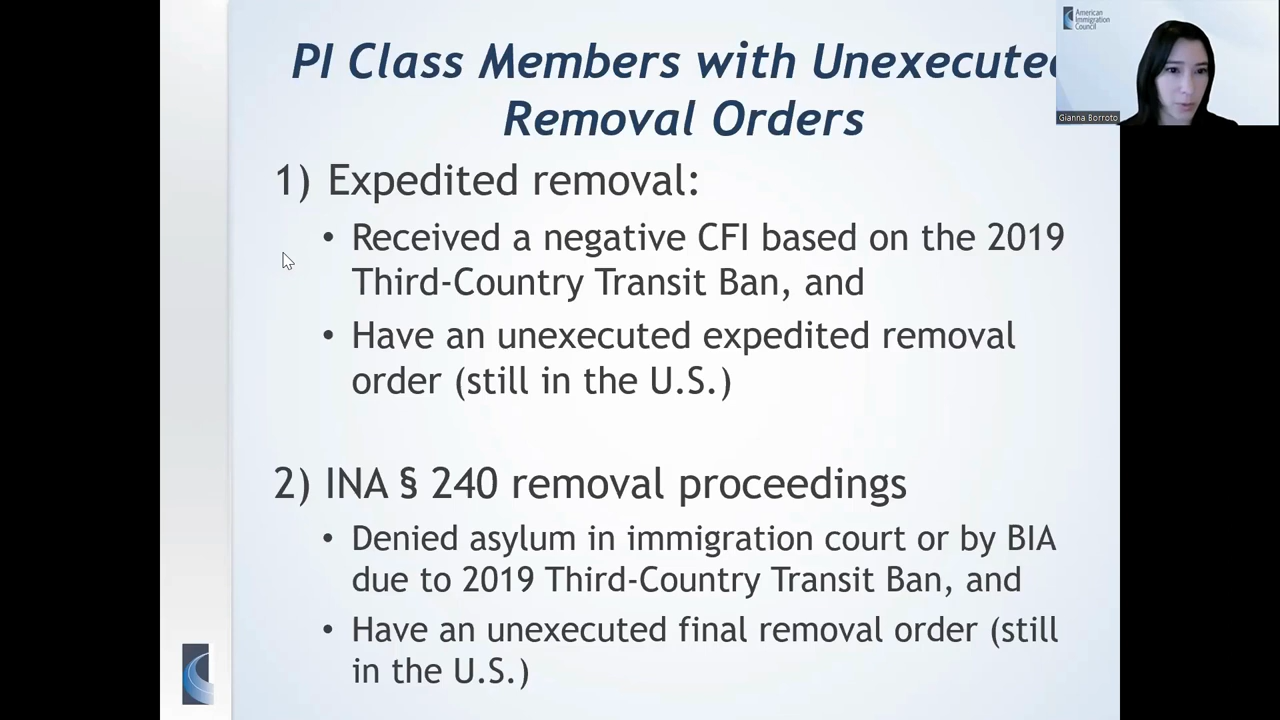 PI Class Members with Unexecute
Removal Orders
American
Immigration
Council
Gianna Borroto
1) Expedited removal:
• Received a negative CFI based on the 2019
Third-Country Transit Ban, and
• Have an unexecuted expedited removal
order (still in the U.S.)
2) INA § 240 removal proceedings
• Denied asylum in immigration court or by BIA
due to 2019 Third-Country Transit Ban, and
• Have an unexecuted final removal order (still
in the U.S.)